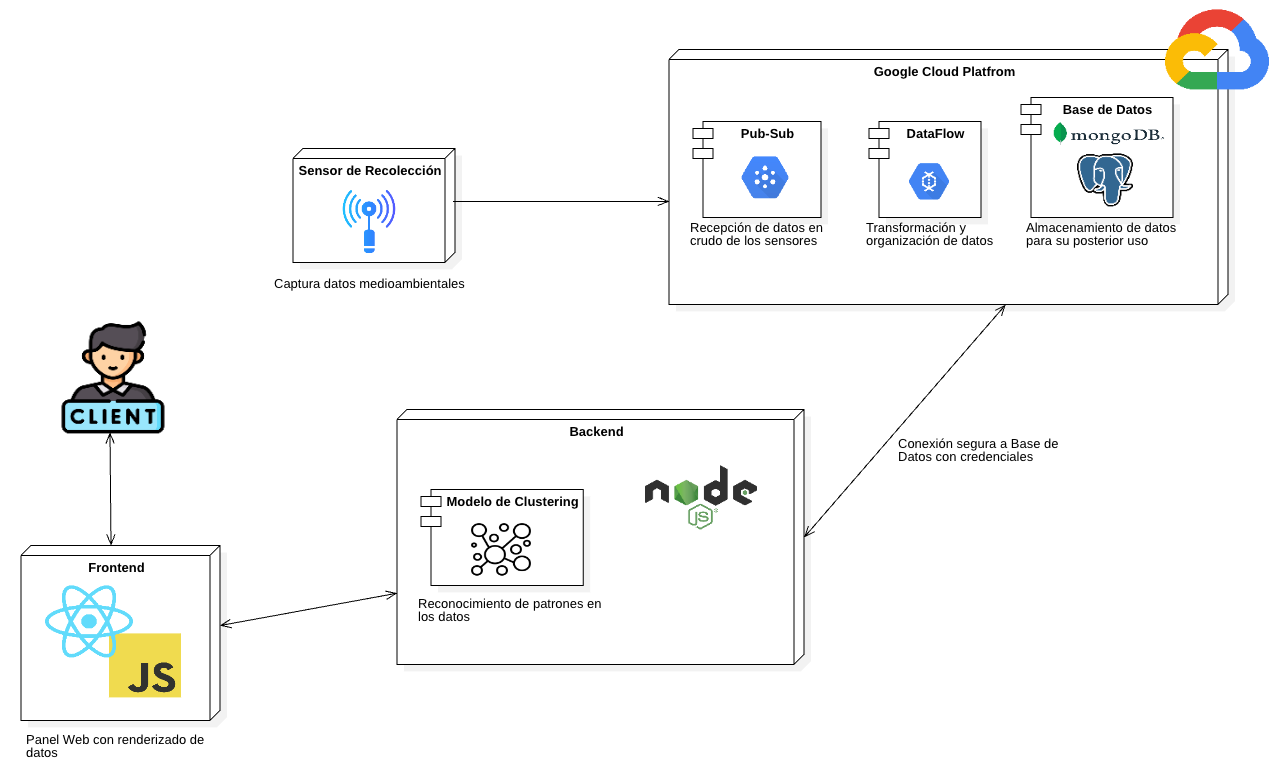 Google Cloud Platfrom
Pub-Sub
DataFlow
Base de Datos
mongoDB.
Recepción de datos en
crudo de los sensores
Transformación y
organización de datos
Almacenamiento de datos
para su posterior uso
Sensor de Recolección
Captura datos medioambientales
CLIENT
Conexión segura a Base de
Datos con credenciales
Backend
node
JS
Modelo de Clustering
Reconocimiento de patrones en
los datos
Frontend
JS
Panel Web con renderizado de
datos